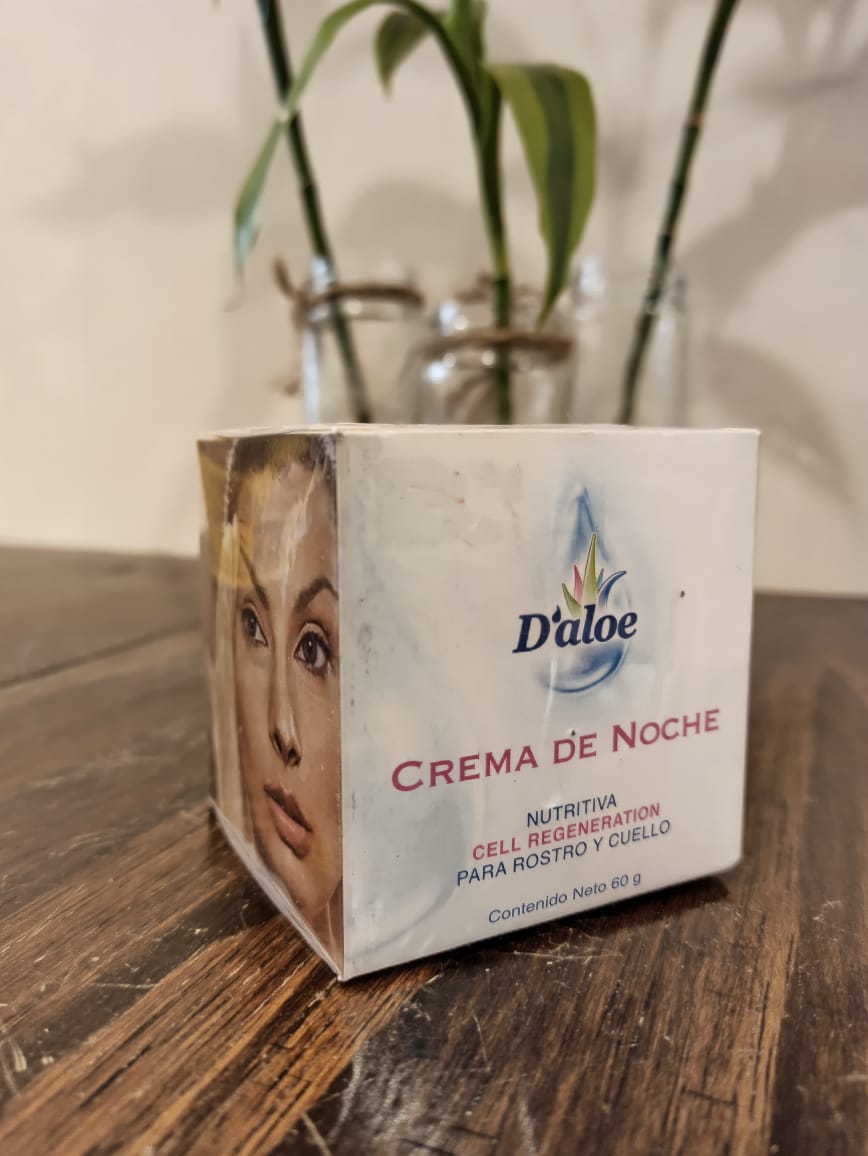 D'aloe
CREMA DE NOCHE
NUTRITIVA
CELL REGENERATION
PARA ROSTRO Y CUELLO
Contenido Neto 60 g